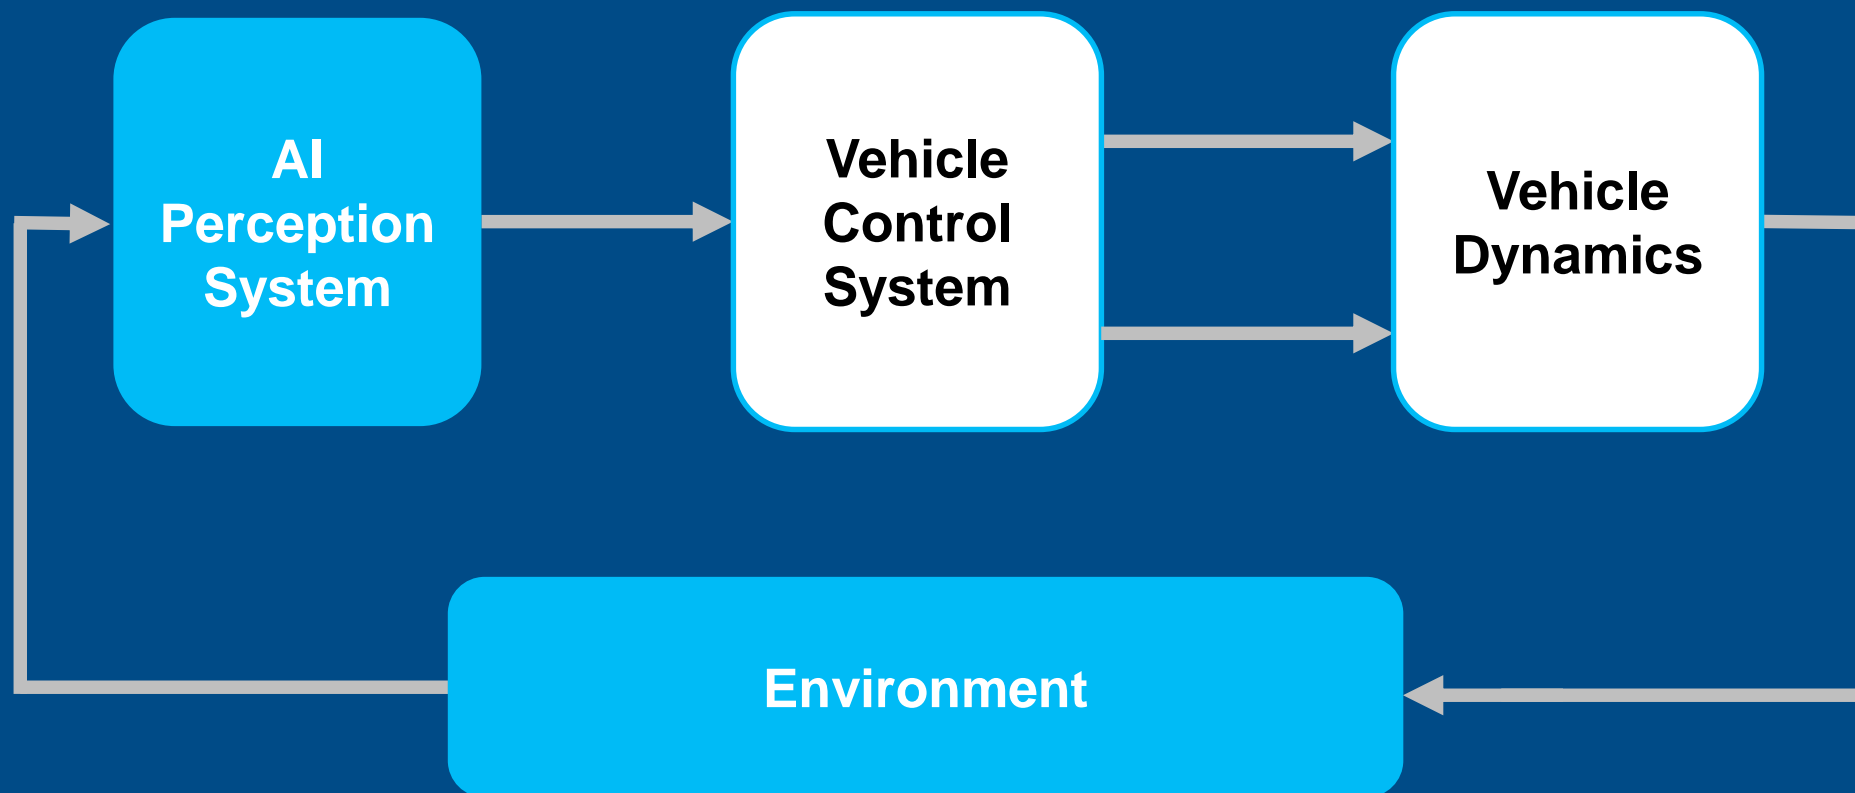 AI
Perception
System
Vehicle
Control
System
Vehicle
Dynamics
Environment